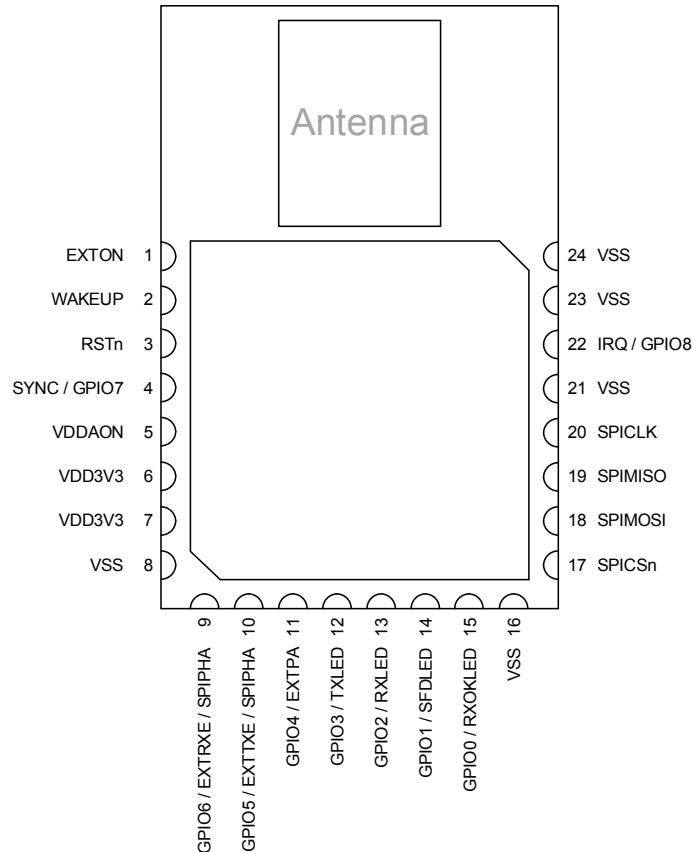 Antenna
EXTON 1
WAKEUP 2
RSTn 3
SYNC / GPIO7 4
VDDAON 5
VDD3V3 6
VDD3V3 7
VSS 8
24 VSS
23 VSS
22 IRQ / GPIO8
21 VSS
20 SPICLK
19 SPIMISO
18 SPIMOSI
17 SPICSn
GPIO6 / EXTRXE / SPIPHA 9
GPIO5 / EXTTXE / SPIPHA 10
GPIO4 / EXTPA 11
GPIO3 / TXLED 12
GPIO2 / RXLED 13
GPIO1 / SFDLED 14
GPIO0 / RXOKLED 15
VSS 16